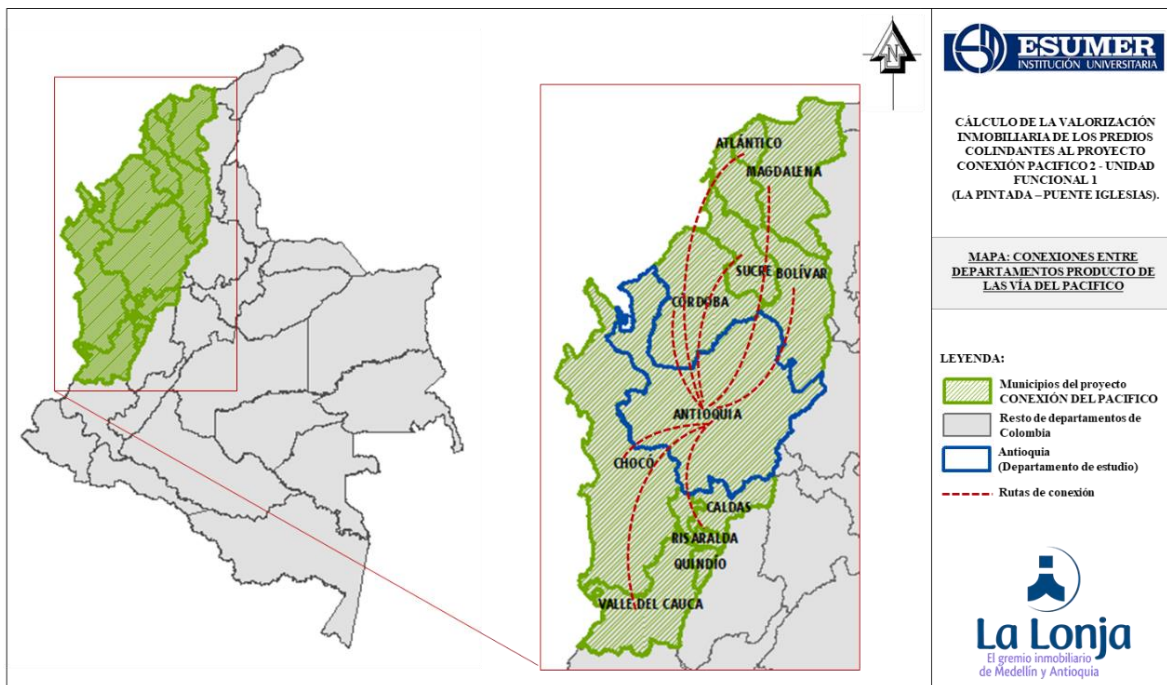 N
ATLÁNTICO
MAGDALENA
SUCRE BOLÍVAR
CÓRDOBA
ANTIOQUIA
CHOCÓ
CALDAS
RISARALDA
QUINDÍO
VALLE DEL CAUCA
ESUMER
INSTITUCIÓN UNIVERSITARIA
CÁLCULO DE LA VALORIZACIÓN
INMOBILIARIA DE LOS PREDIOS
COLINDANTES AL PROYECTO
CONEXIÓN PACIFICO 2 - UNIDAD
FUNCIONAL 1
(LA PINTADA – PUENTE IGLESIAS).
MAPA: CONEXIONES ENTRE
DEPARTAMENTOS PRODUCTO DE
LAS VÍA DEL PACIFICO
LEYENDA:
Municipios del proyecto
CONEXIÓN DEL PACIFICO
Resto de departamentos de
Colombia
Antioquia
(Departamento de estudio)
Rutas de conexión
La Lonja
El gremio inmobiliario
de Medellín y Antioquia